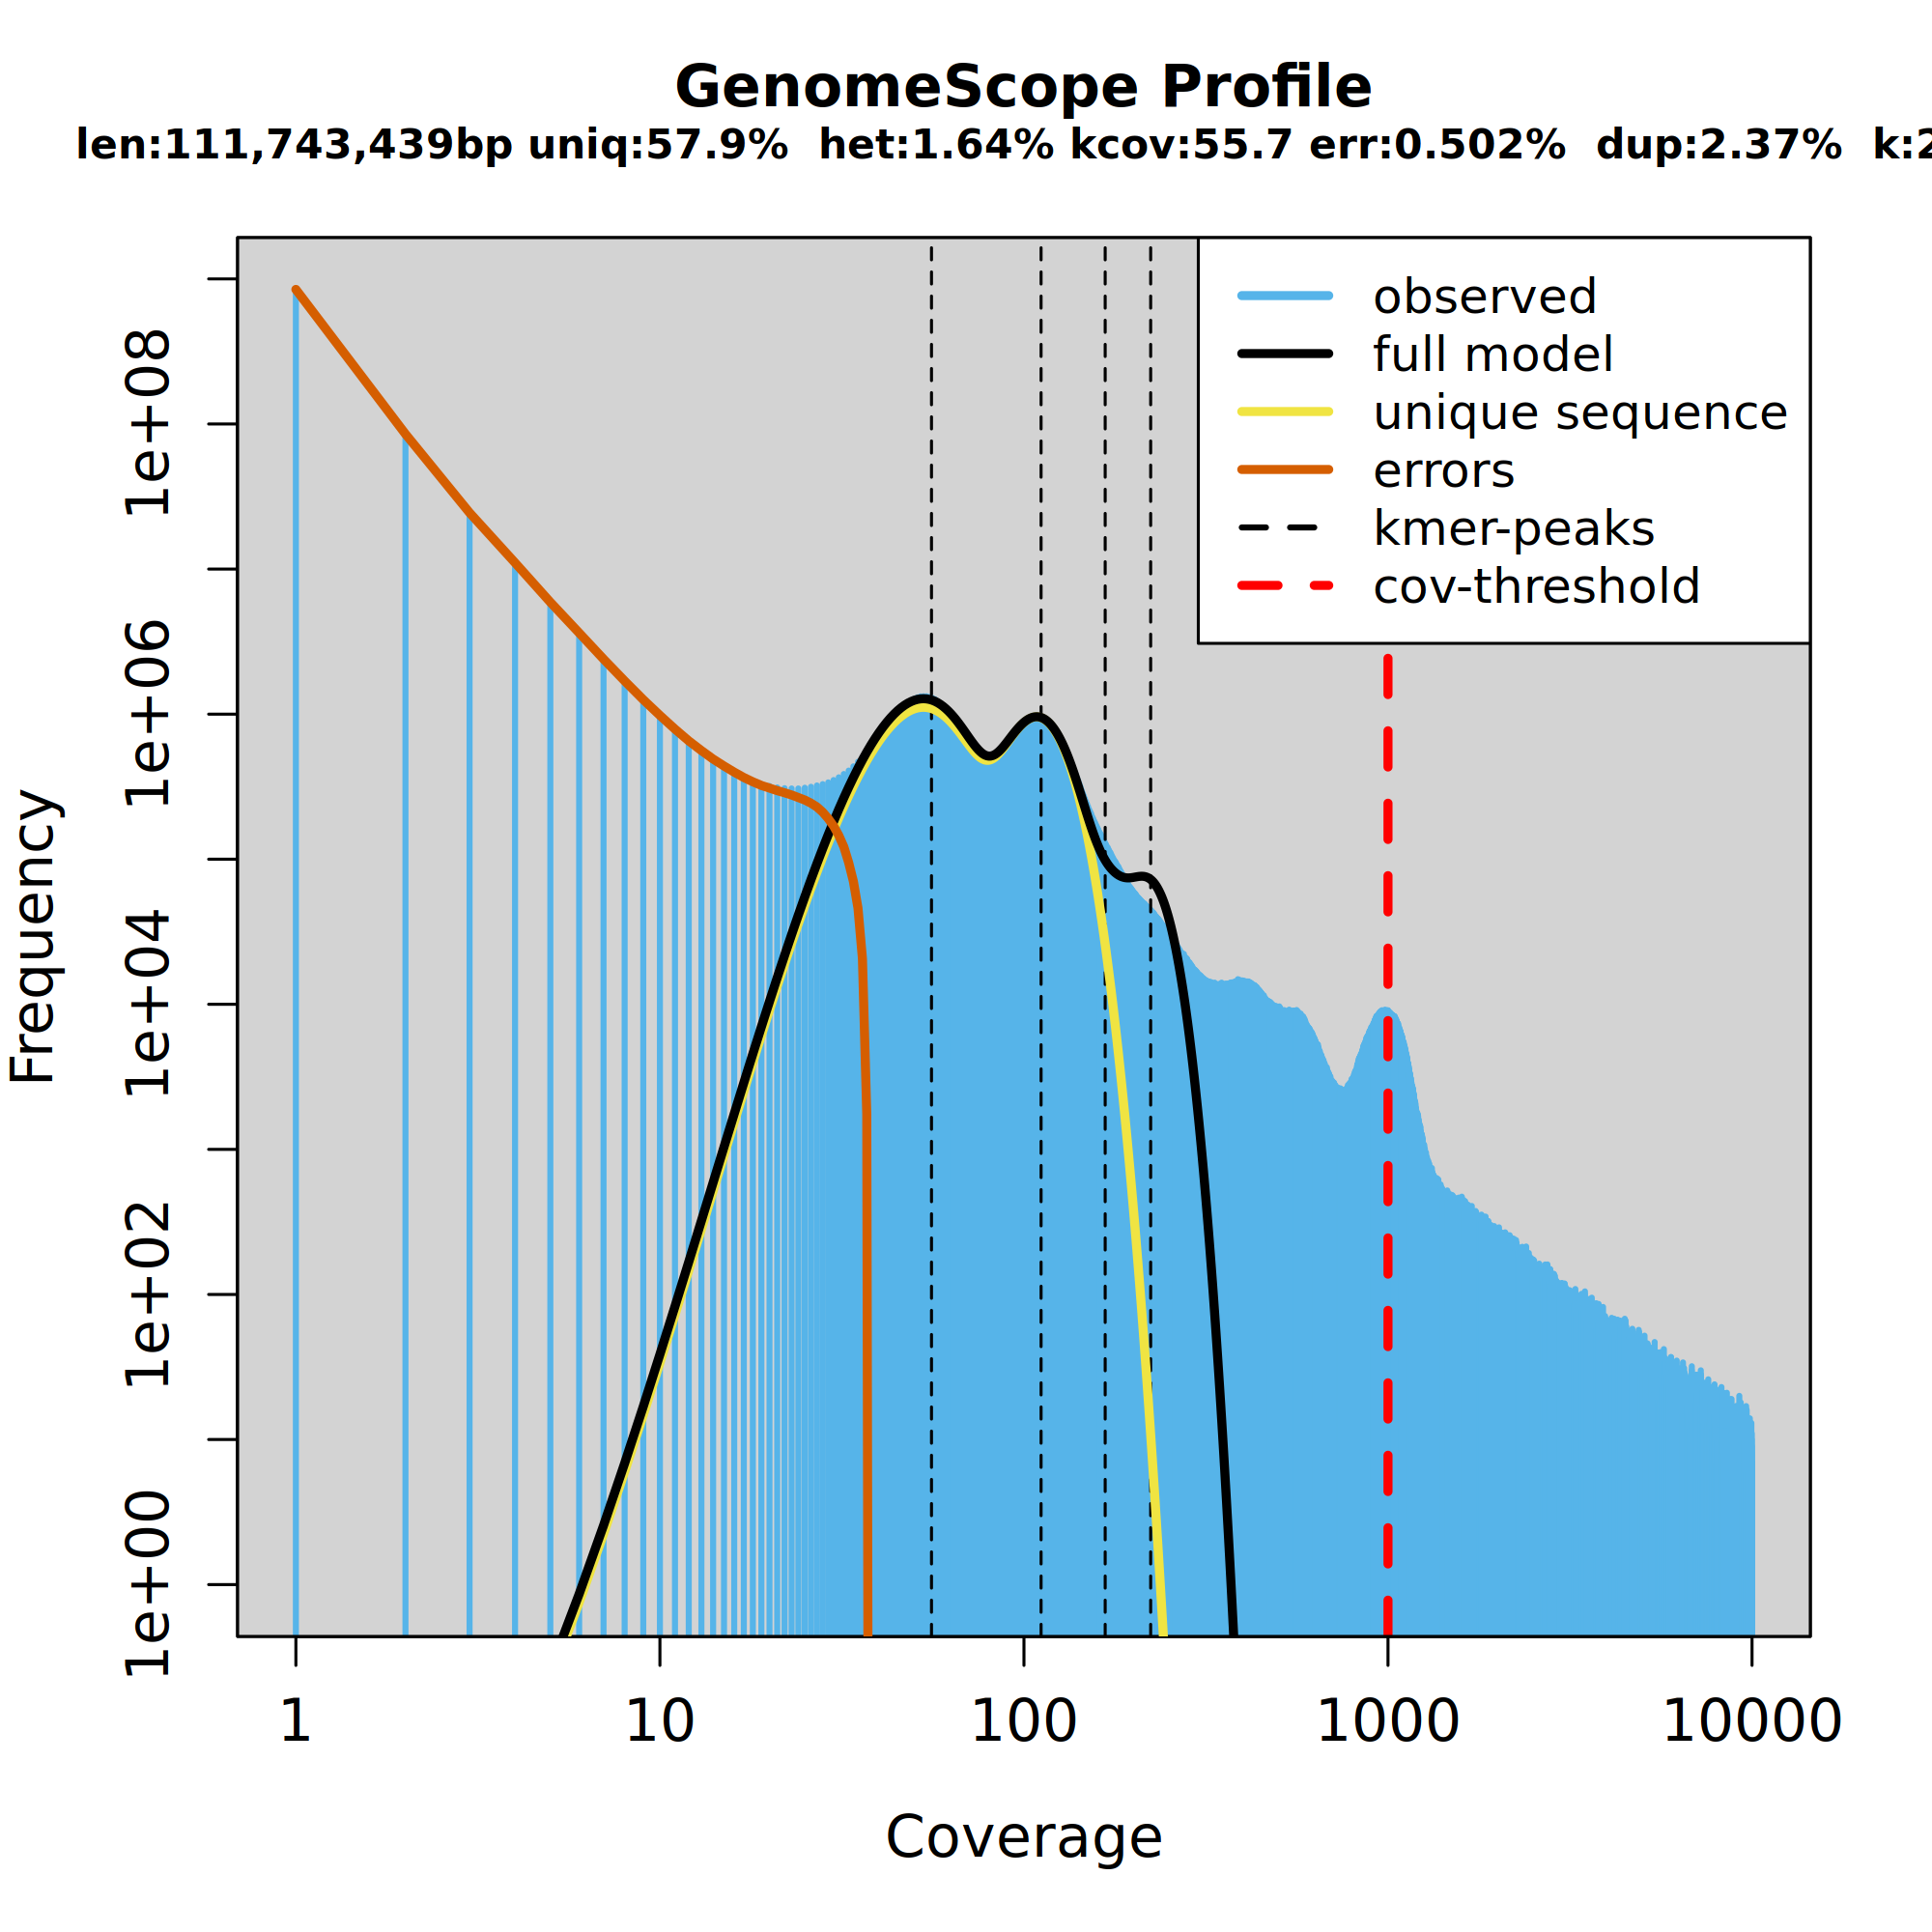 GenomeScope Profile
len:111,743,439bp uniq:57.9% het:1.64% kcov:55.7 err:0.502% dup:2.37%
observed
full model
unique sequence
errors
kmer-peaks
cov-threshold
Frequency
1e+08
1e+06
1e+04
1e+02
1e+00
1 10 100 1000 10000
Coverage